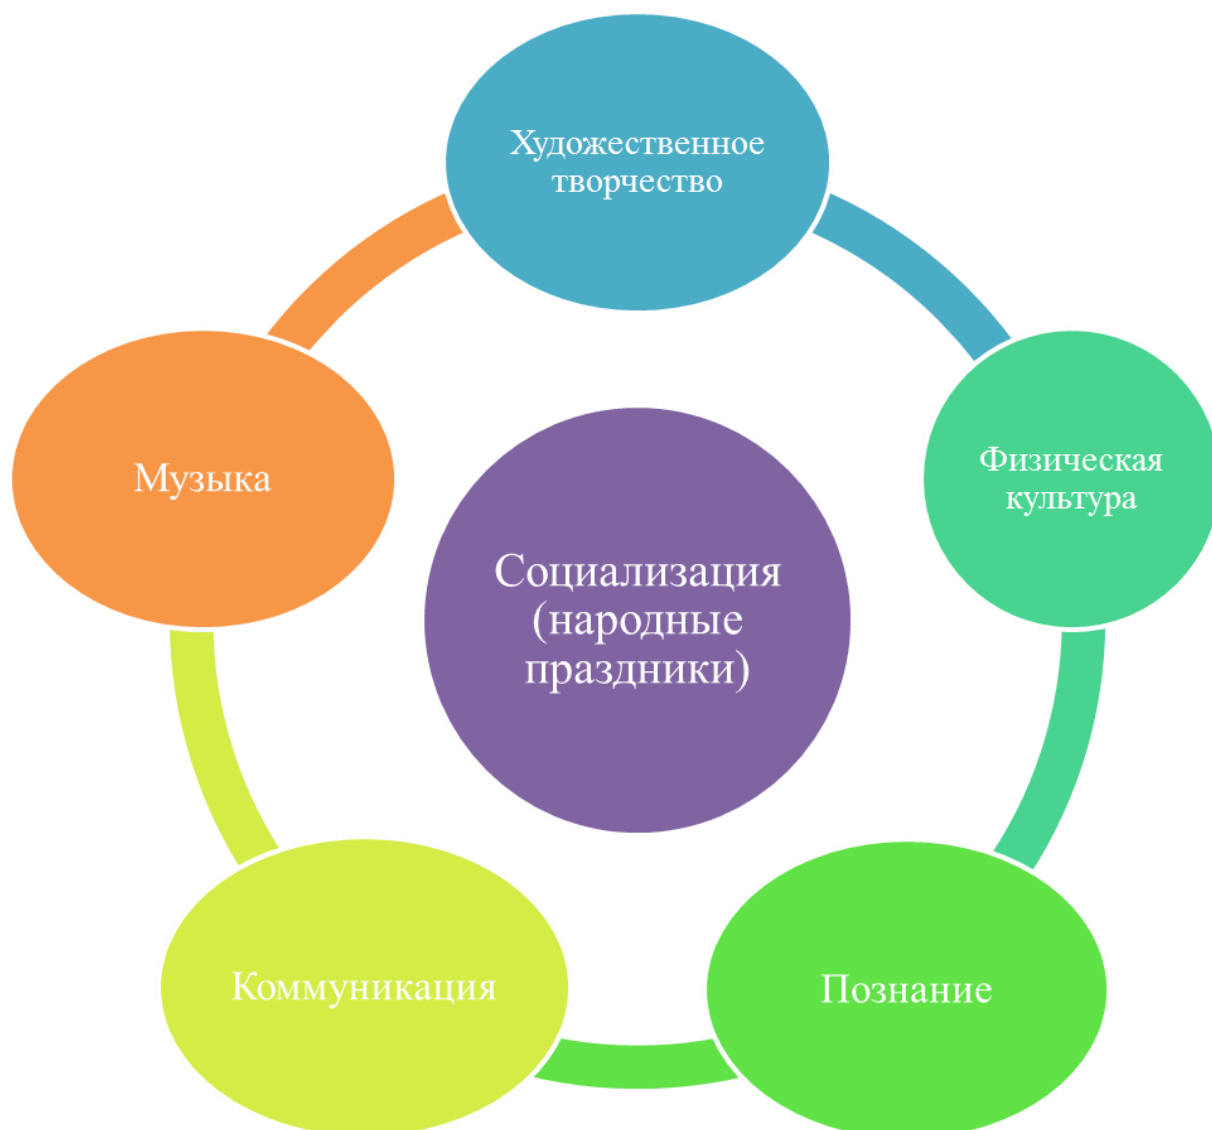 Художественное
творчество
Физическая
культура
Познание
Коммуникация
Музыка
Социализация
(народные
праздники)